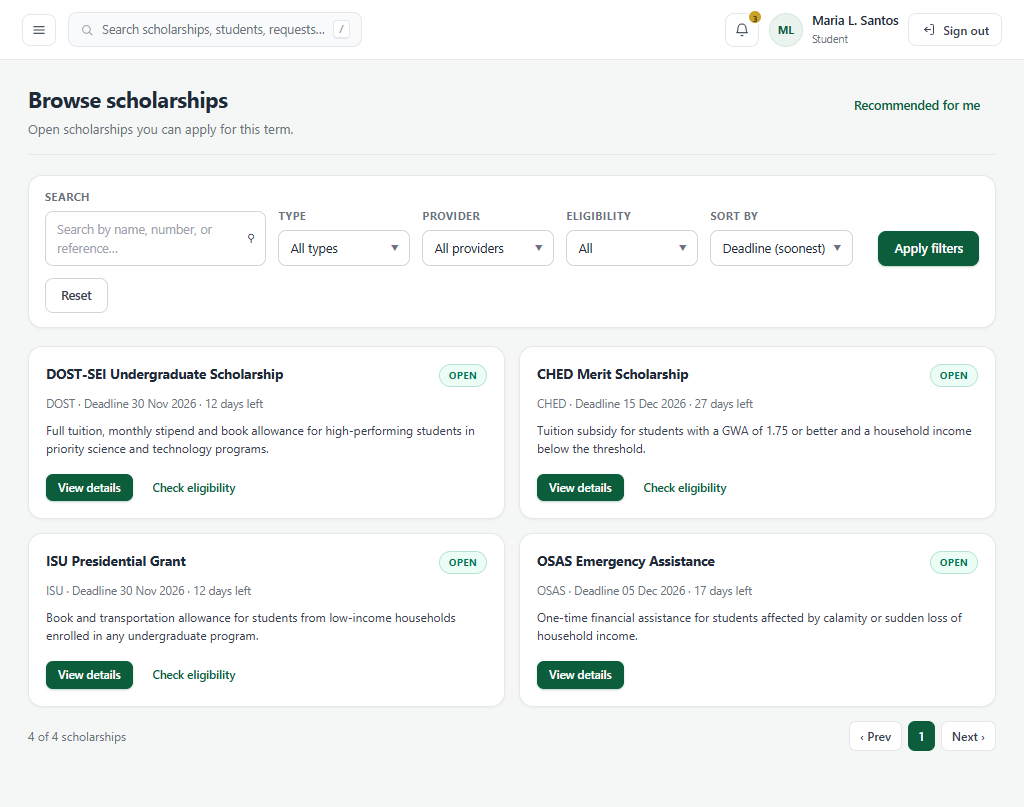 Search scholarships, students, requests... /
3
ML
Maria L. Santos
Student
Sign out
Browse scholarships
Open scholarships you can apply for this term.
Recommended for me
SEARCH
Search by name, number, or
reference...
TYPE
All types
PROVIDER
All providers
ELIGIBILITY
All
SORT BY
Deadline (soonest)
Apply filters
Reset
DOST-SEI Undergraduate Scholarship
OPEN
DOST · Deadline 30 Nov 2026 · 12 days left
Full tuition, monthly stipend and book allowance for high-performing students in
priority science and technology programs.
View details
Check eligibility
CHED Merit Scholarship
OPEN
CHED · Deadline 15 Dec 2026 · 27 days left
Tuition subsidy for students with a GWA of 1.75 or better and a household income
below the threshold.
View details
Check eligibility
ISU Presidential Grant
OPEN
ISU · Deadline 30 Nov 2026 · 12 days left
Book and transportation allowance for students from low-income households
enrolled in any undergraduate program.
View details
Check eligibility
OSAS Emergency Assistance
OPEN
OSAS · Deadline 05 Dec 2026 · 17 days left
One-time financial assistance for students affected by calamity or sudden loss of
household income.
View details
4 of 4 scholarships
‹ Prev
1
Next ›